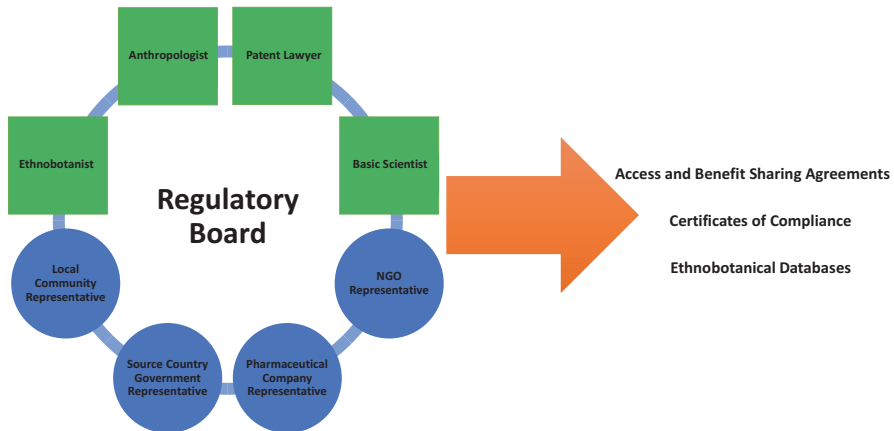 Anthropologist
Patent Lawyer
Ethnobotanist
Basic Scientist
Regulatory
Board
Local
Community
Representative
NGO
Representative
Source Country
Government
Representative
Pharmaceutical
Company
Representative
Access and Benefit Sharing Agreements
Certificates of Compliance
Ethnobotanical Databases